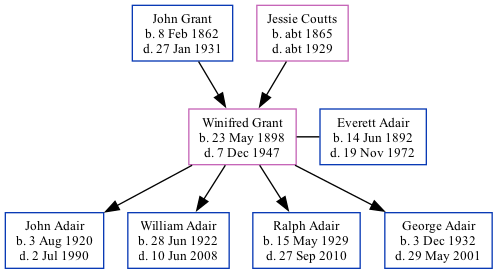 John Grant
b. 8 Feb 1862
d. 27 Jan 1931
Jessie Coutts
b. abt 1865
d. abt 1929
Winifred Grant
b. 23 May 1898
d. 7 Dec 1947
Everett Adair
b. 14 Jun 1892
d. 19 Nov 1972
John Adair
b. 3 Aug 1920
d. 2 Jul 1990
William Adair
b. 28 Jun 1922
d. 10 Jun 2008
Ralph Adair
b. 15 May 1929
d. 27 Sep 2010
George Adair
b. 3 Dec 1932
d. 29 May 2001